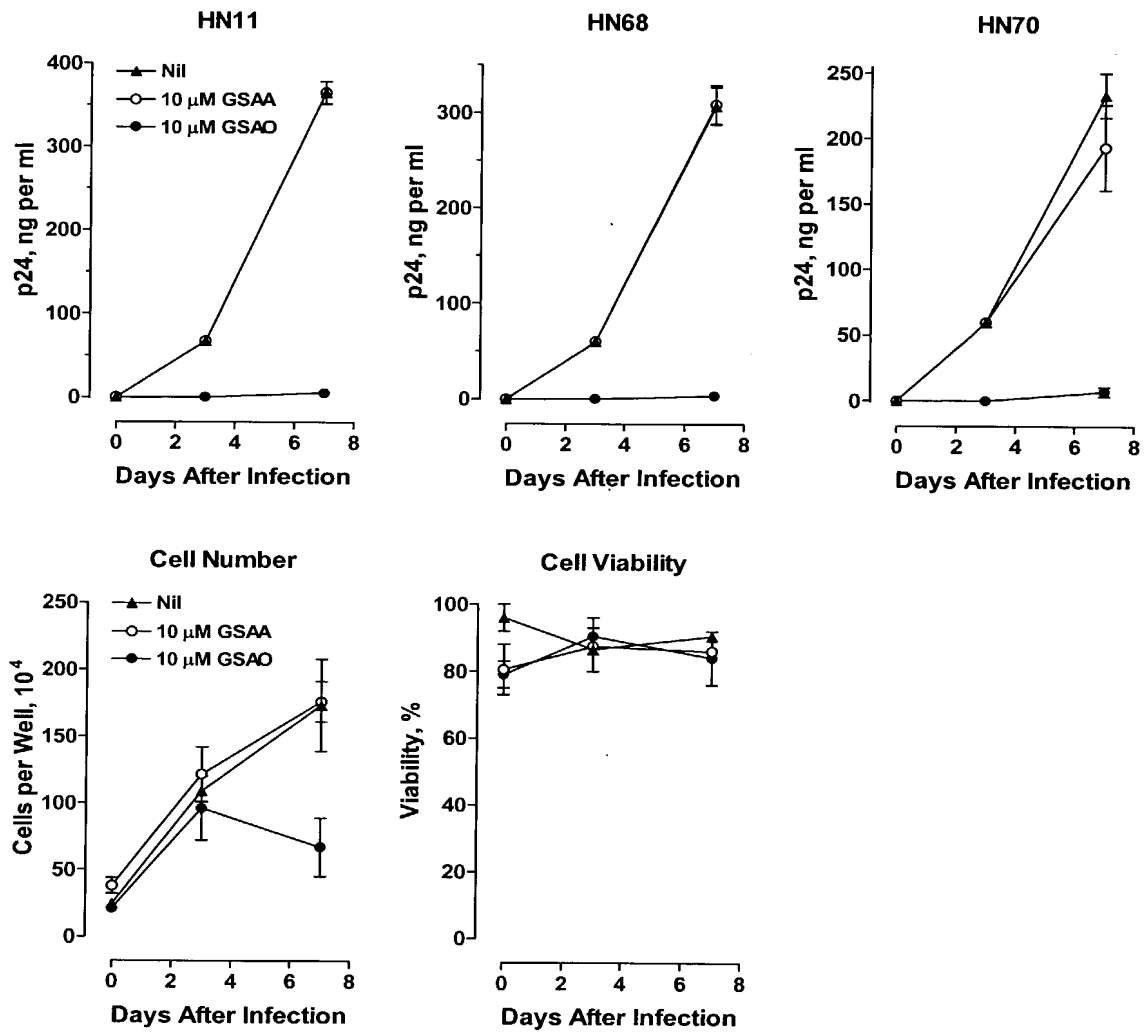 HN11
HN68
HN70
Nil
10 μM GSAA
10 μM GSAO
p24, ng per ml
400
300
200
100
0
0 2 4 6 8
Days After Infection
p24, ng per ml
300
200
100
0
0 2 4 6 8
Days After Infection
p24, ng per ml
250
200
150
100
50
0
0 2 4 6 8
Days After Infection
Cell Number
Nil
10 μM GSAA
10 μM GSAO
Cells per Well, 10⁴
250
200
150
100
50
0
0 2 4 6 8
Days After Infection
Cell Viability
Viability, %
100
80
60
40
20
0
0 2 4 6 8
Days After Infection